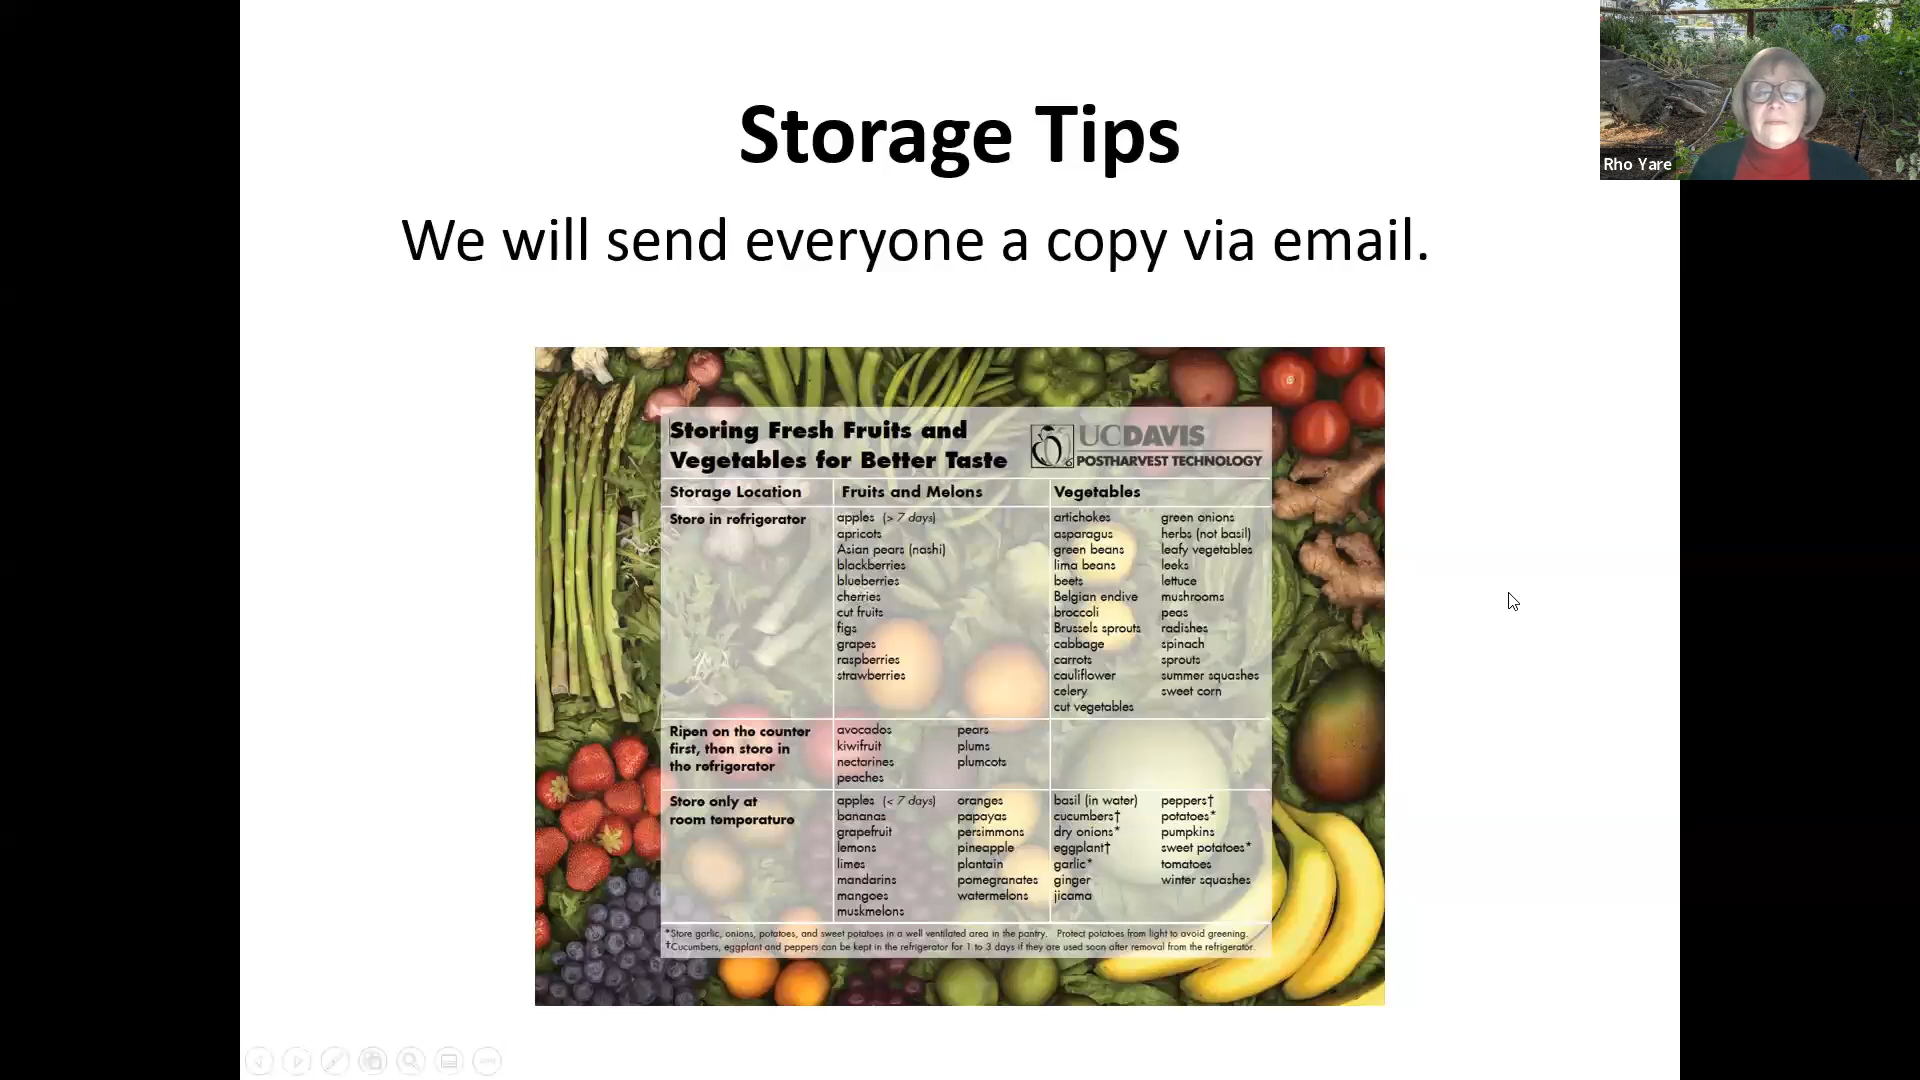 Storage Tips
We will send everyone a copy via email.
Rho Yare
Storing Fresh Fruits and
Vegetables for Better Taste
UCDAVIS
POSTHARVEST TECHNOLOGY
Storage Location
Fruits and Melons
Vegetables
Store in refrigerator
apples (> 7 days)
apricots
Asian pears (nashi)
blackberries
blueberries
cherries
cut fruits
figs
grapes
raspberries
strawberries
artichokes
asparagus
green beans
lima beans
beets
Belgian endive
broccoli
Brussels sprouts
cabbage
carrots
cauliflower
celery
cut vegetables
green onions
herbs (not basil)
leafy vegetables
leeks
lettuce
mushrooms
peas
radishes
spinach
sprouts
summer squashes
sweet corn
Ripen on the counter
first, then store in
the refrigerator
avocados
kiwifruit
nectarines
peaches
pears
plums
plumcots
Store only at
room temperature
apples (< 7 days)
bananas
grapefruit
lemons
limes
mandarins
mangoes
muskmelons
oranges
papayas
persimmons
pineapple
plantain
pomegranates
watermelons
basil (in water)
cucumbers†
dry onions*
eggplant†
garlic*
ginger
jicama
peppers†
potatoes*
pumpkins
sweet potatoes*
tomatoes
winter squashes
*Store garlic, onions, potatoes, and sweet potatoes in a well ventilated area in the pantry. Protect potatoes from light to avoid greening.
†Cucumbers, eggplant and peppers can be kept in the refrigerator for 1 to 3 days if they are used soon after removal from the refrigerator.